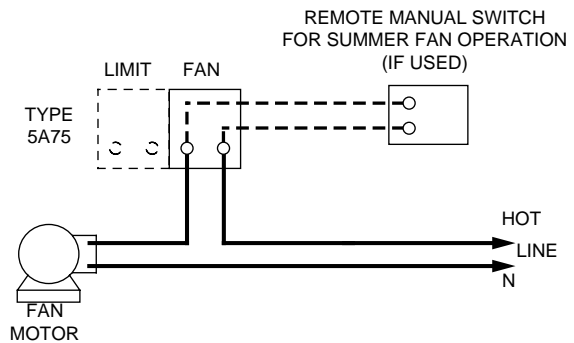 REMOTE MANUAL SWITCH
FOR SUMMER FAN OPERATION
(IF USED)
LIMIT FAN
TYPE
5A75
HOT
LINE
N
FAN
MOTOR